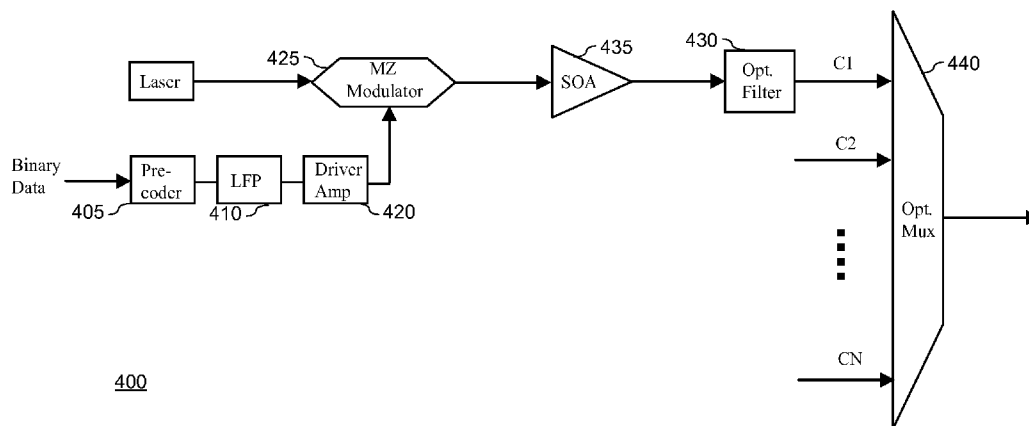 425
MZ
Modulator
Laser
435
SOA
430
Opt.
Filter
C1
440
C2
Binary
Data
Pre-
coder
405
LFP
410
Driver
Amp
420
Opt.
Mux
CN
400